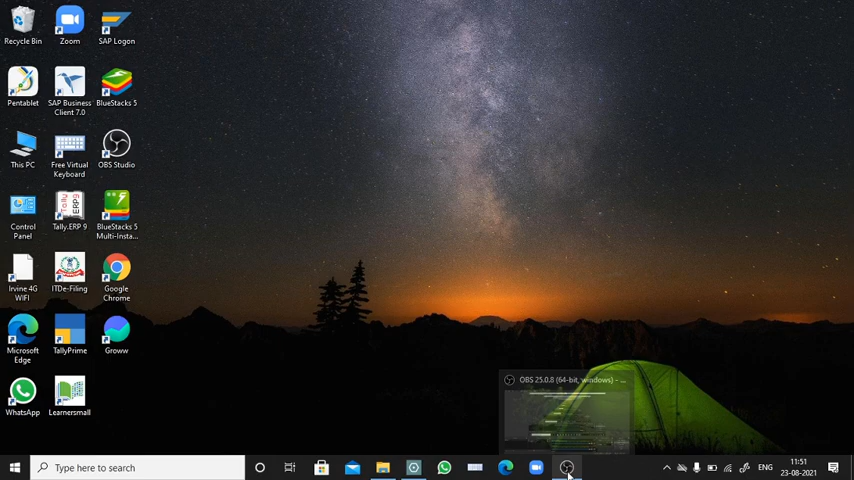 Recycle Bin
Zoom
SAP Logon
Pentablet
SAP Business
Client 7.0
BlueStacks 5
This PC
Free Virtual
Keyboard
OBS Studio
Control
Panel
Tally
ERP9
Tally.ERP 9
BlueStacks 5
Multi-Insta...
Irvine 4G
WIFI
ITDe-Filing
Google
Chrome
Microsoft
Edge
TallyPrime
Groww
WhatsApp
Learnersmall
OBS 25.0.8 (64-bit, windows) - ...
Type here to search
ENG
11:51
23-08-2021